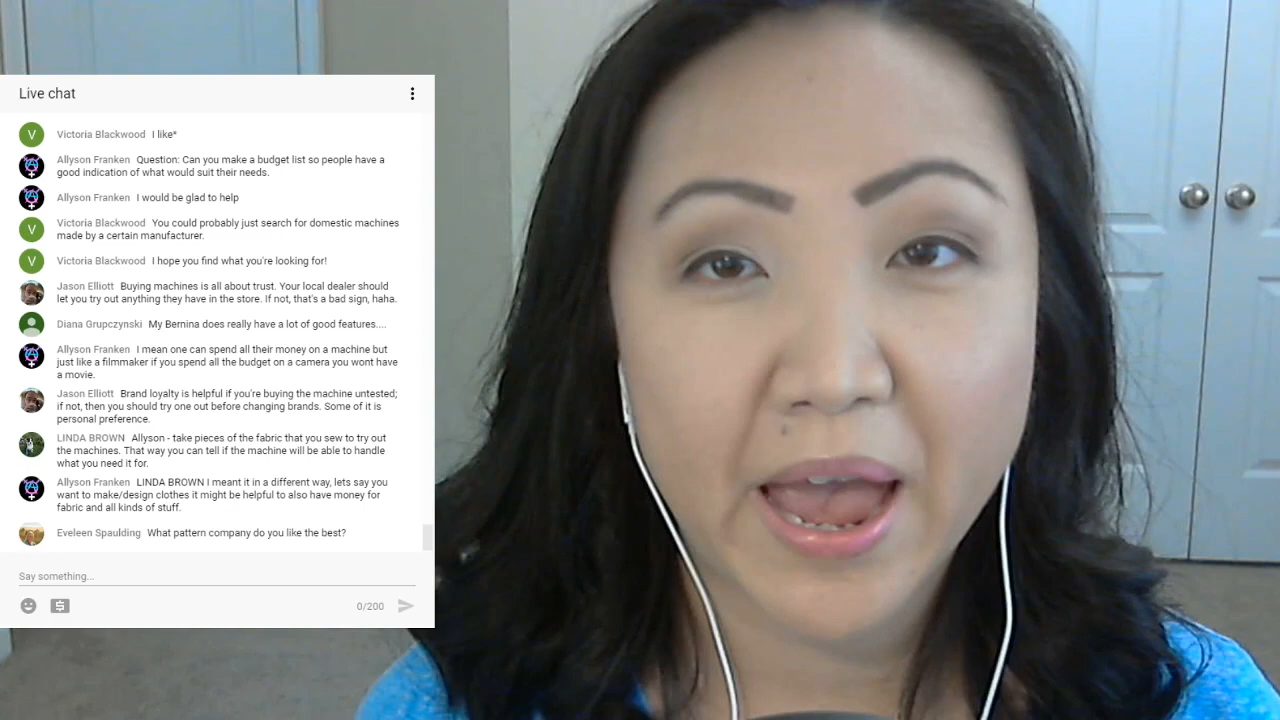 Live chat
V Victoria Blackwood I like*
Allyson Franken Question: Can you make a budget list so people have a
good indication of what would suit their needs.
Allyson Franken I would be glad to help
V Victoria Blackwood You could probably just search for domestic machines
made by a certain manufacturer.
V Victoria Blackwood I hope you find what you're looking for!
Jason Elliott Buying machines is all about trust. Your local dealer should
let you try out anything they have in the store. If not, that's a bad sign, haha.
Diana Grupczynski My Bernina does really have a lot of good features....
Allyson Franken I mean one can spend all their money on a machine but
just like a filmmaker if you spend all the budget on a camera you wont have
a movie.
Jason Elliott Brand loyalty is helpful if you're buying the machine untested;
if not, then you should try one out before changing brands. Some of it is
personal preference.
LINDA BROWN Allyson - take pieces of the fabric that you sew to try out
the machines. That way you can tell if the machine will be able to handle
what you need it for.
Allyson Franken LINDA BROWN I meant it in a different way, lets say you
want to make/design clothes it might be helpful to also have money for
fabric and all kinds of stuff.
Eveleen Spaulding What pattern company do you like the best?
Say something...
0/200